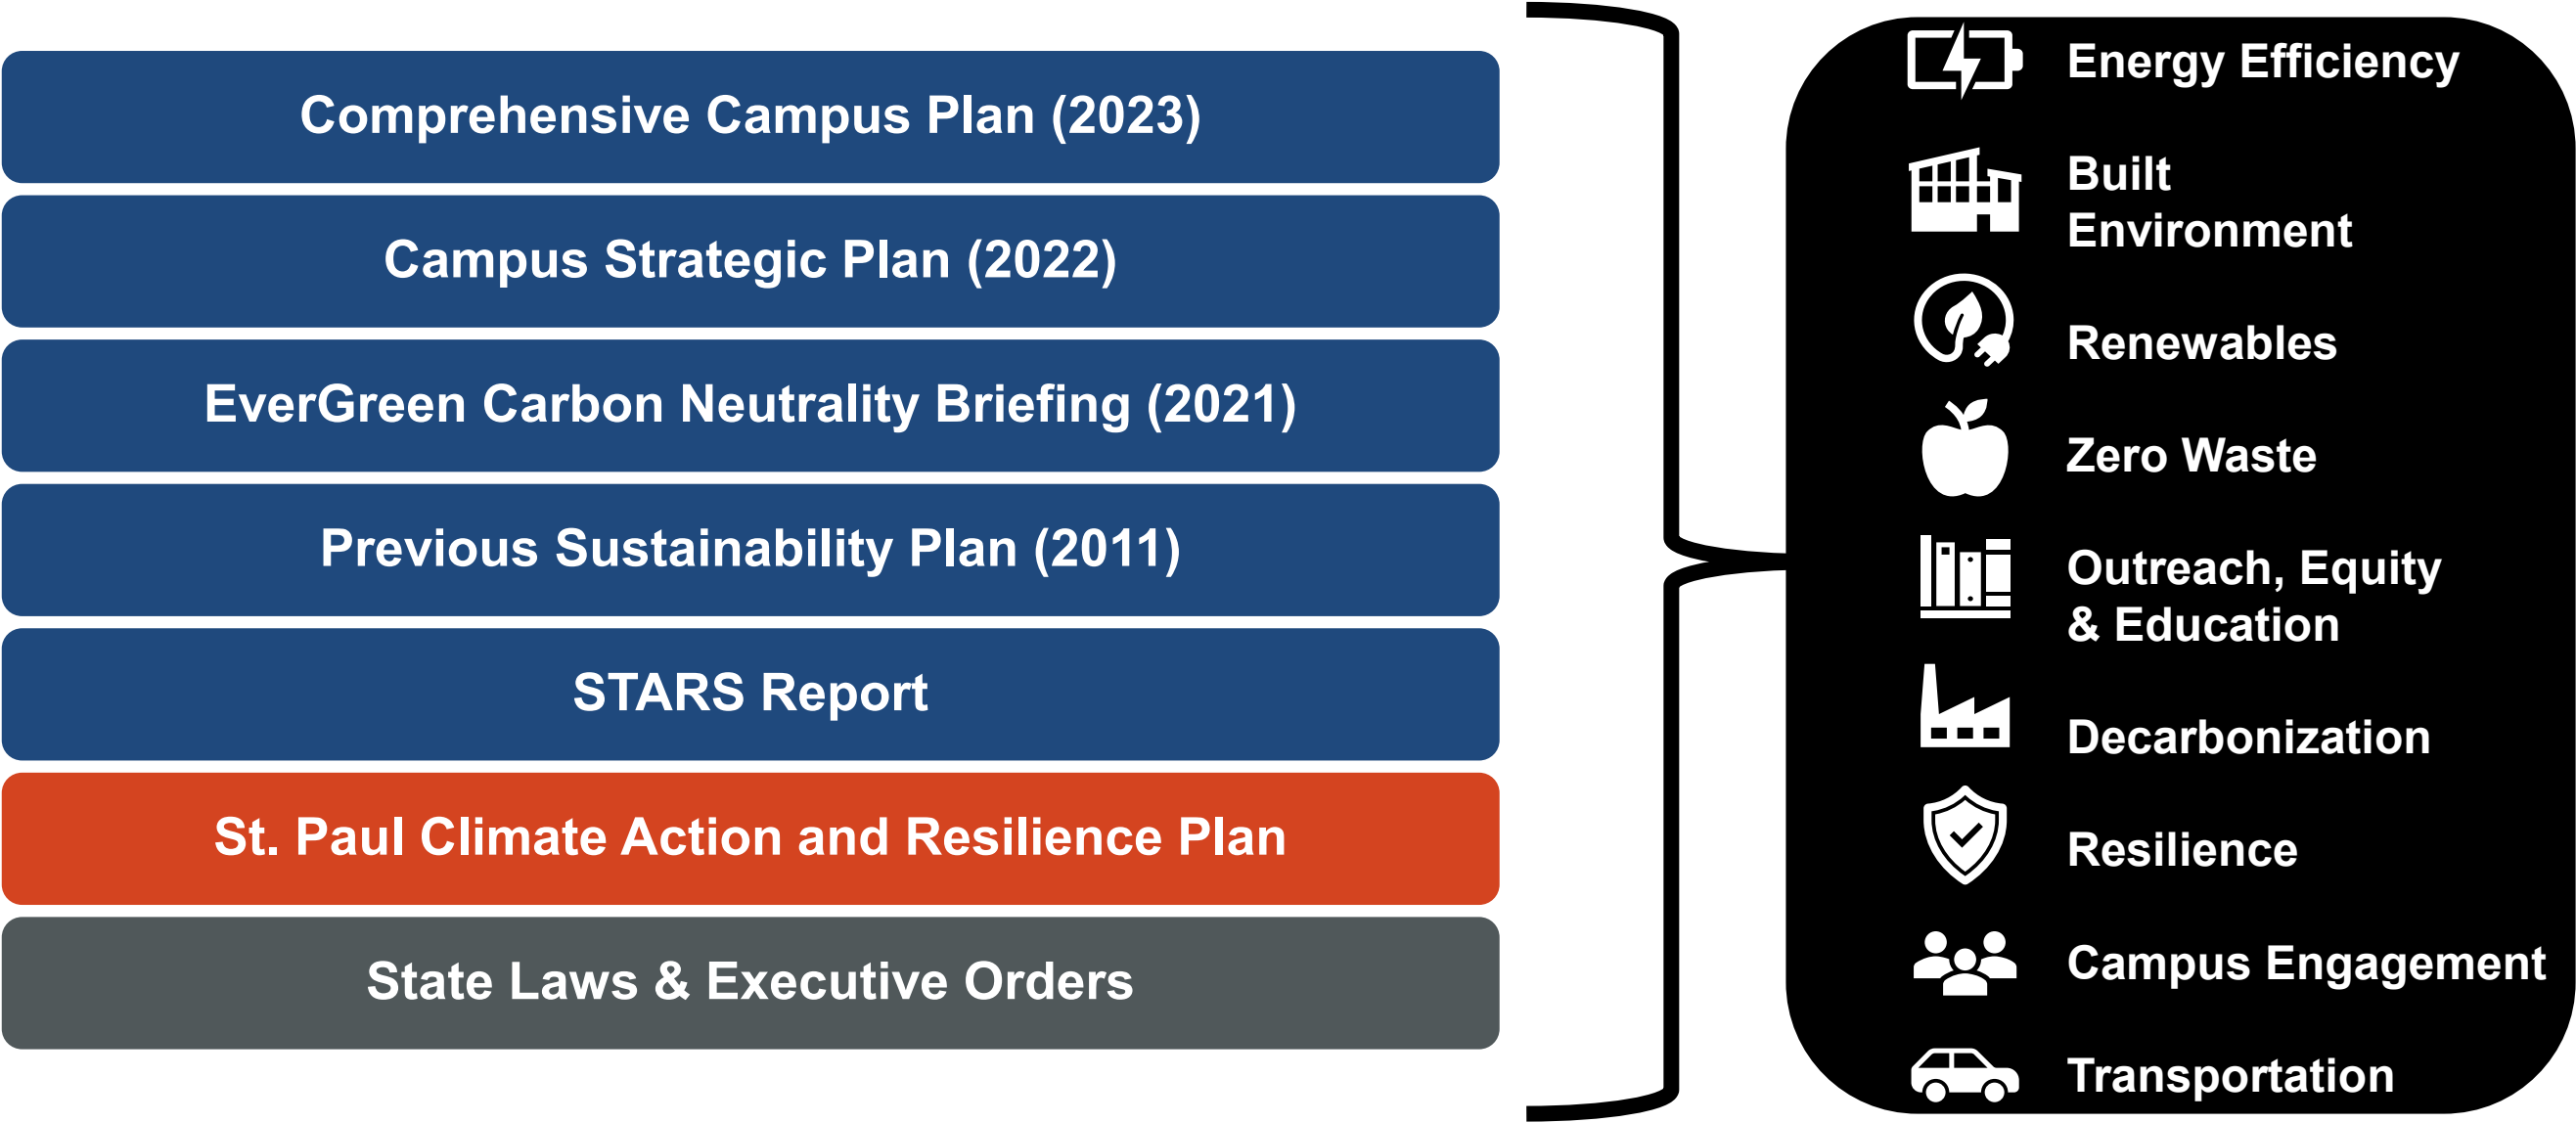 Comprehensive Campus Plan (2023)
Campus Strategic Plan (2022)
EverGreen Carbon Neutrality Briefing (2021)
Previous Sustainability Plan (2011)
STARS Report
St. Paul Climate Action and Resilience Plan
State Laws & Executive Orders
Energy Efficiency
Built
Environment
Renewables
Zero Waste
Outreach, Equity
& Education
Decarbonization
Resilience
Campus Engagement
Transportation